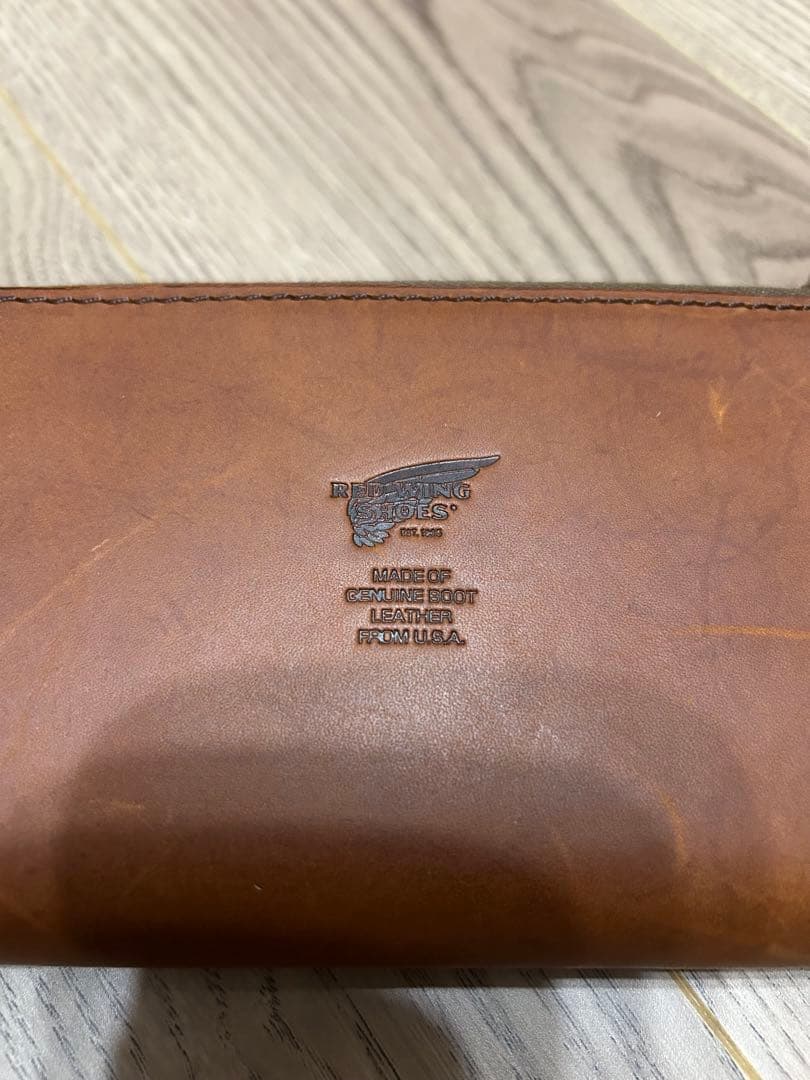 RED WING
SHOES
EST. 1905
MADE OF
GENUINE BOOT
LEATHER
FROM U.S.A.